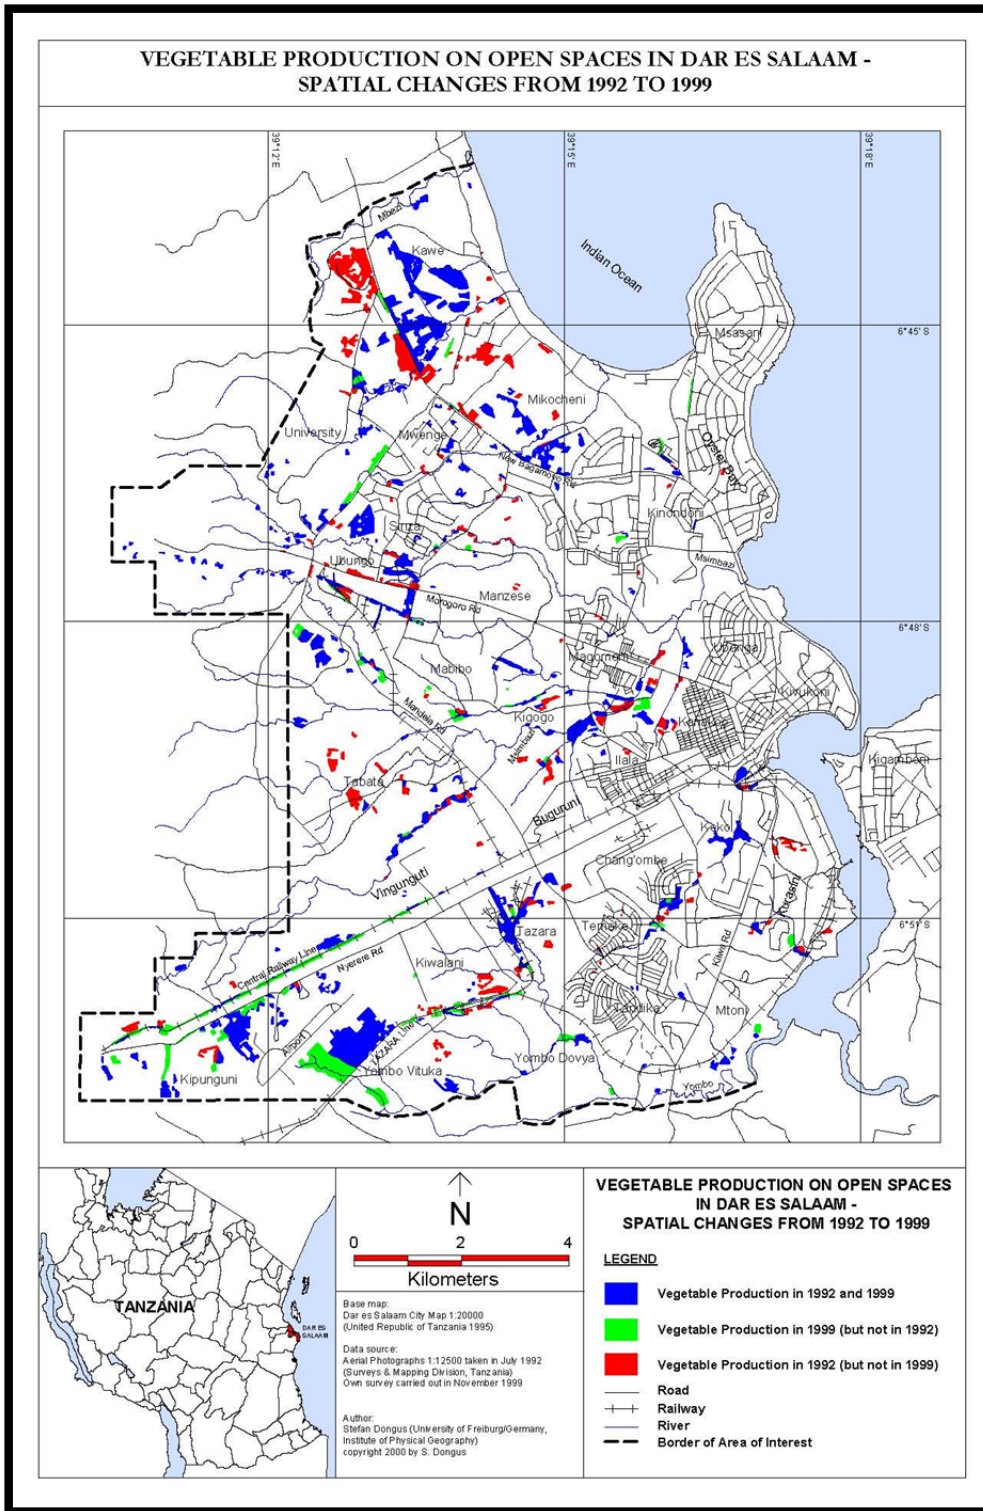 VEGETABLE PRODUCTION ON OPEN SPACES IN DAR ES SALAAM -
SPATIAL CHANGES FROM 1992 TO 1999
39°12' E
39°15' E
39°18' E
Mbezi
Kawe
Indian Ocean
Msasani
6°45' S
Mikocheni
University
Mwenge
Oyster Bay
New Bagamoyo Rd
Kinondoni
Sinza
Ubungo
Msimbazi
Manzese
Morogoro Rd
6°48' S
Magomeni
Upanga
Mabibo
Kivukoni
Mandela Rd
Kigogo
Kariakoo
Msimbazi
Ilala
Kigamboni
Tabata
Buguruni
Keko
Chang'ombe
Vingunguti
Kurasini
Temeke
6°51' S
Tazara
Central Railway Line
Nyerere Rd
Kilwa Rd
Kiwalani
Tandika
Mtoni
Airport
TAZARA Line
Yombo Dovya
Yombo Vituka
Kipunguni
Yombo
TANZANIA
DAR ES
SALAAM
N
0 2 4
Kilometers
Base map:
Dar es Salaam City Map 1:20000
(United Republic of Tanzania 1995)
Data source:
Aerial Photographs 1:12500 taken in July 1992
(Surveys & Mapping Division, Tanzania)
Own survey carried out in November 1999
Author:
Stefan Dongus (University of Freiburg/Germany,
Institute of Physical Geography)
copyright 2000 by S. Dongus
VEGETABLE PRODUCTION ON OPEN SPACES
IN DAR ES SALAAM -
SPATIAL CHANGES FROM 1992 TO 1999
LEGEND
Vegetable Production in 1992 and 1999
Vegetable Production in 1999 (but not in 1992)
Vegetable Production in 1992 (but not in 1999)
Road
Railway
River
Border of Area of Interest